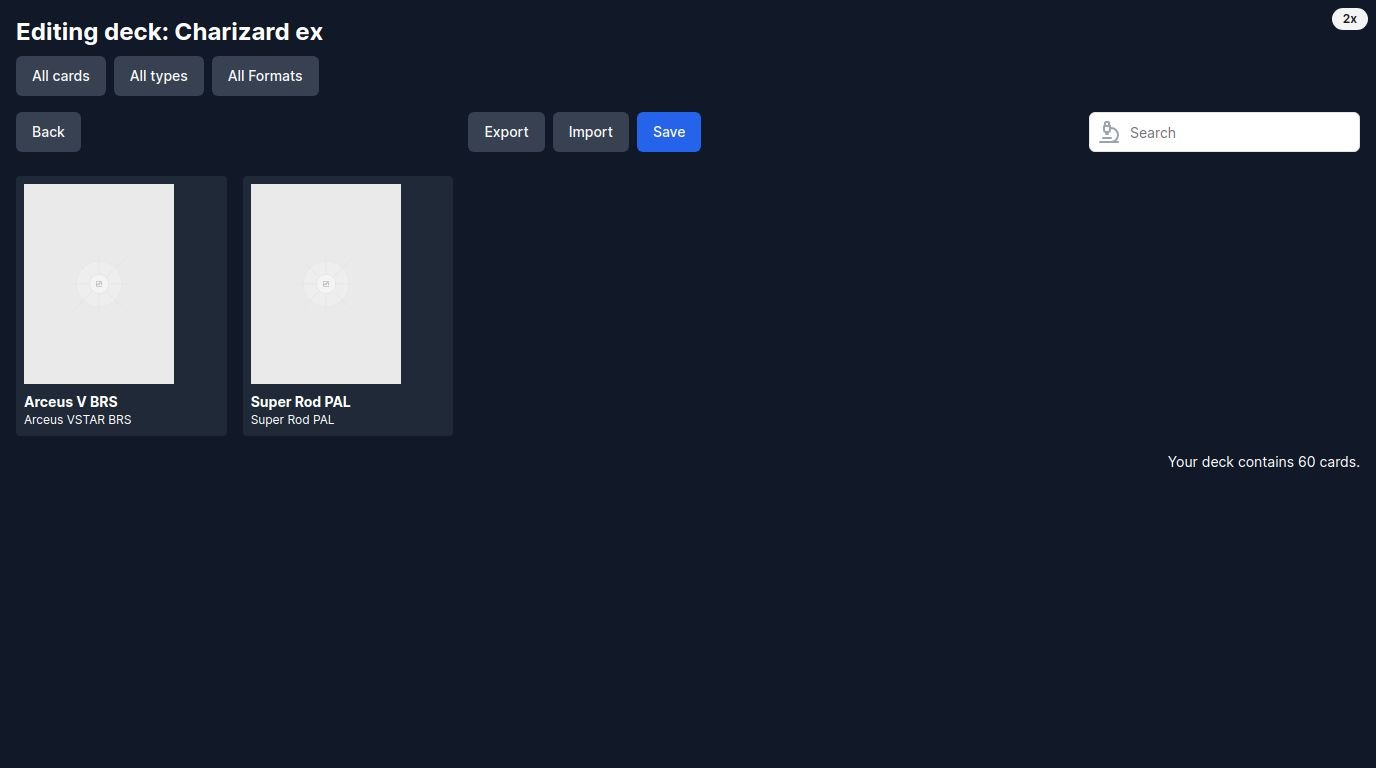 Editing deck: Charizard ex
2x
All cards
All types
All Formats
Back
Export
Import
Save
Search
Arceus V BRS
Arceus VSTAR BRS
Super Rod PAL
Super Rod PAL
Your deck contains 60 cards.